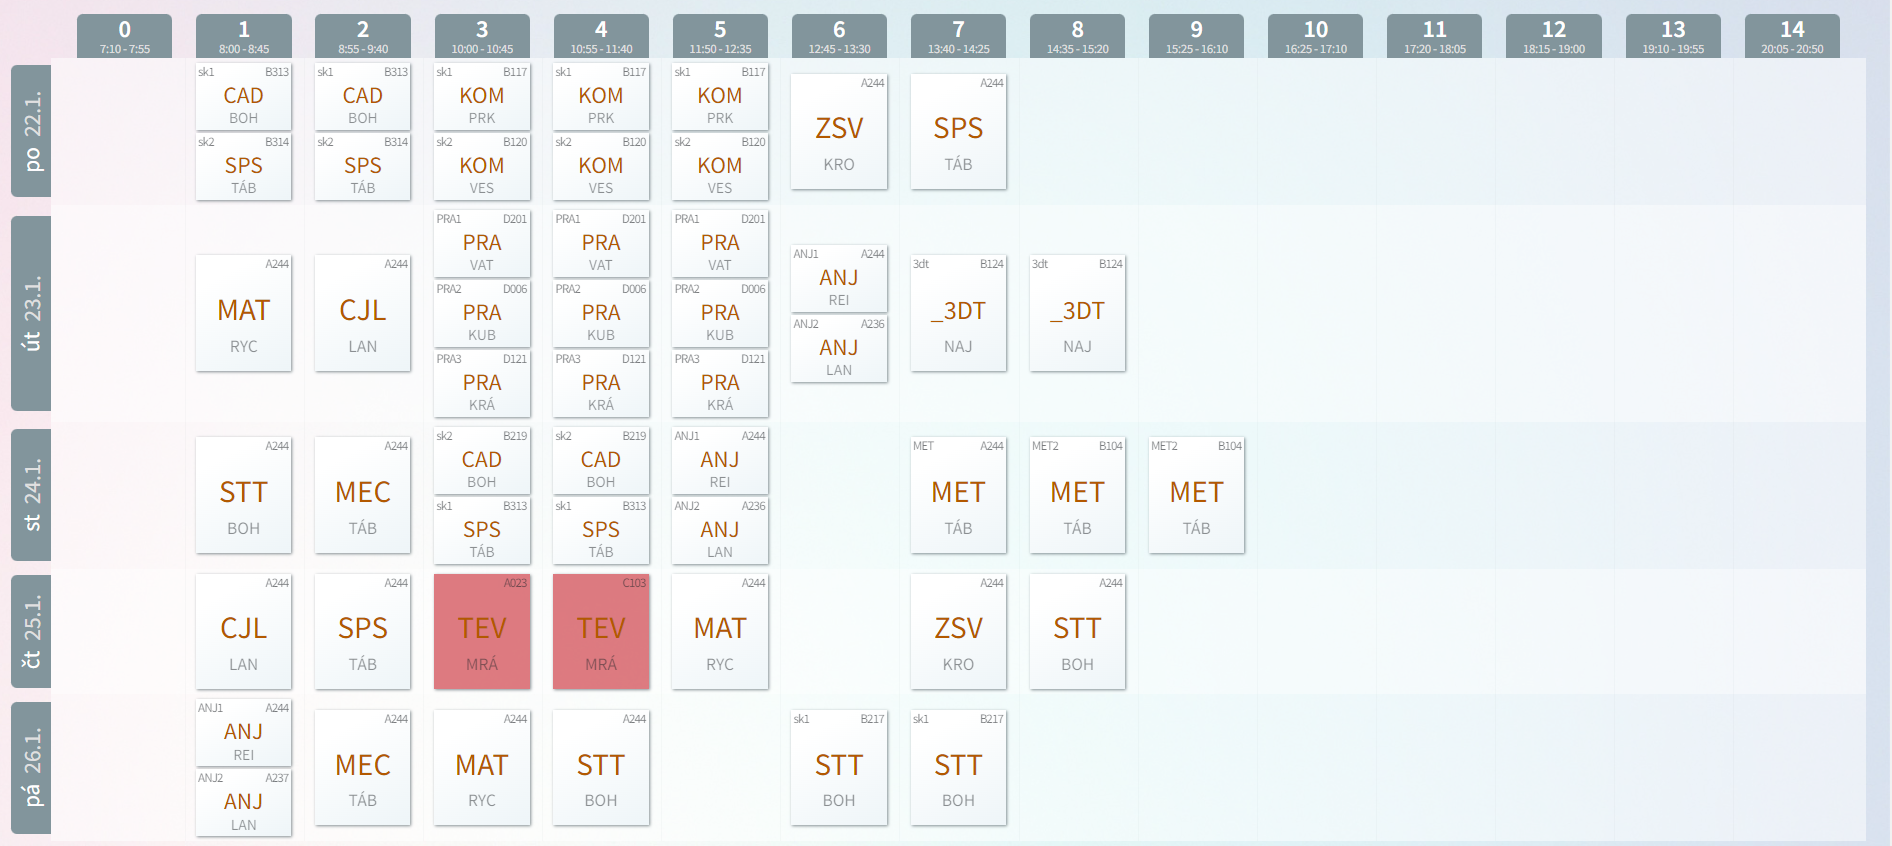 0 1 2 3 4 5 6 7 8 9 10 11 12 13 14
7:10 - 7:55 8:00 - 8:45 8:55 - 9:40 10:00 - 10:45 10:55 - 11:40 11:50 - 12:35 12:45 - 13:30 13:40 - 14:25 14:35 - 15:20 15:25 - 16:10 16:25 - 17:10 17:20 - 18:05 18:15 - 19:00 19:10 - 19:55 20:05 - 20:50
po 22.1.
sk1 B313 sk1 B313 sk1 B117 sk1 B117 sk1 B117 A244 A244
CAD CAD KOM KOM KOM
BOH BOH PRK PRK PRK
ZSV SPS
sk2 B314 sk2 B314 sk2 B120 sk2 B120 sk2 B120
SPS SPS KOM KOM KOM
KRO TÁB
TÁB TÁB VES VES VES
út 23.1.
PRA1 D201 PRA1 D201 PRA1 D201
PRA PRA PRA
ANJ1 A244
A244 A244 VAT VAT VAT 3dt B124 3dt B124
ANJ
PRA2 D006 PRA2 D006 PRA2 D006
REI
MAT CJL PRA PRA PRA _3DT _3DT
ANJ2 A236
KUB KUB KUB
RYC LAN ANJ NAJ NAJ
PRA3 D121 PRA3 D121 PRA3 D121
LAN
PRA PRA PRA
KRÁ KRÁ KRÁ
st 24.1.
sk2 B219 sk2 B219 ANJ1 A244
A244 A244 MET A244 MET2 B104 MET2 B104
CAD CAD ANJ
BOH BOH REI
STT MEC MET MET MET
sk1 B313 sk1 B313 ANJ2 A236
SPS SPS ANJ
BOH TÁB TÁB TÁB TÁB
TÁB TÁB LAN
čt 25.1.
A244 A244 A023 C103 A244 A244 A244
CJL SPS TEV TEV MAT ZSV STT
LAN TÁB MRÁ MRÁ RYC KRO BOH
pá 26.1.
ANJ1 A244
A244 A244 A244 sk1 B217 sk1 B217
ANJ
REI
MEC MAT STT STT STT
ANJ2 A237
ANJ
TÁB RYC BOH BOH BOH
LAN